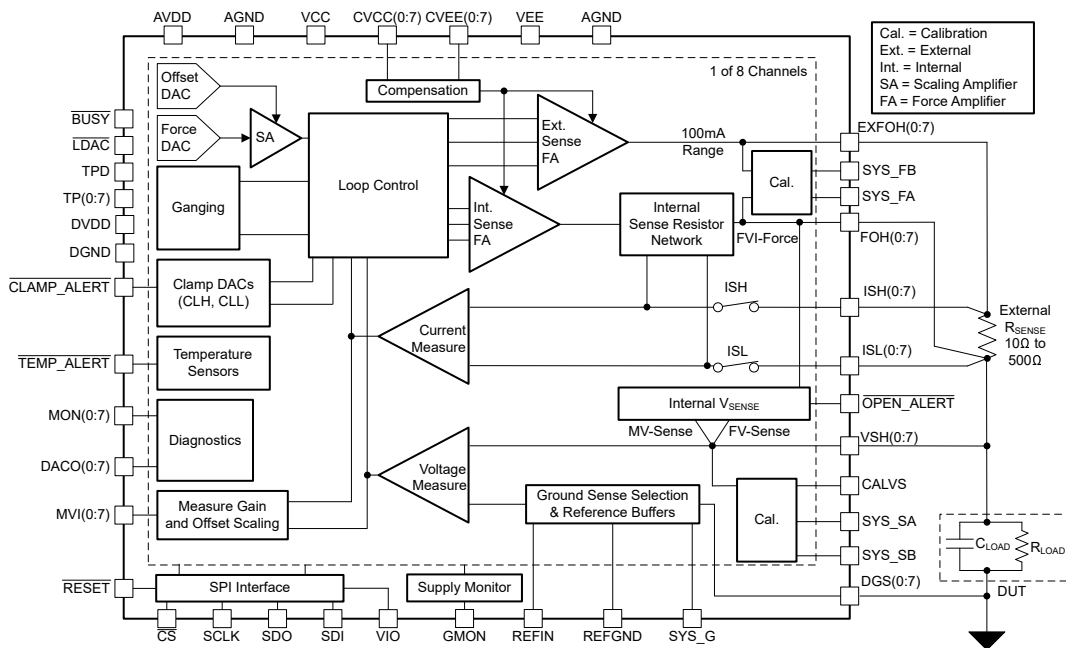 AVDD
AGND
VCC
CVCC(0:7)
CVEE(0:7)
VEE
AGND
Cal. = Calibration
Ext. = External
Int. = Internal
SA = Scaling Amplifier
FA = Force Amplifier
1 of 8 Channels
Offset
DAC
Compensation
BUSY
LDAC
TPD
TP(0:7)
DVDD
DGND
CLAMP_ALERT
TEMP_ALERT
MON(0:7)
DACO(0:7)
MVI(0:7)
RESET
Force
DAC
SA
Ganging
Loop Control
Ext.
Sense
FA
Int.
Sense
FA
100mA
Range
Cal.
Internal
Sense Resistor
Network
FVI-Force
EXFOH(0:7)
SYS_FB
SYS_FA
FOH(0:7)
Clamp DACs
(CLH, CLL)
Temperature
Sensors
Diagnostics
Measure Gain
and Offset Scaling
Current
Measure
ISH
ISL
ISH(0:7)
ISL(0:7)
External
RSENSE
10Ω to
500Ω
Internal VSENSE
OPEN_ALERT
MV-Sense
FV-Sense
VSH(0:7)
Voltage
Measure
Ground Sense Selection
& Reference Buffers
Cal.
CALVS
SYS_SA
SYS_SB
DGS(0:7)
CLOAD
RLOAD
DUT
SPI Interface
Supply Monitor
CS
SCLK
SDO
SDI
VIO
GMON
REFIN
REFGND
SYS_G